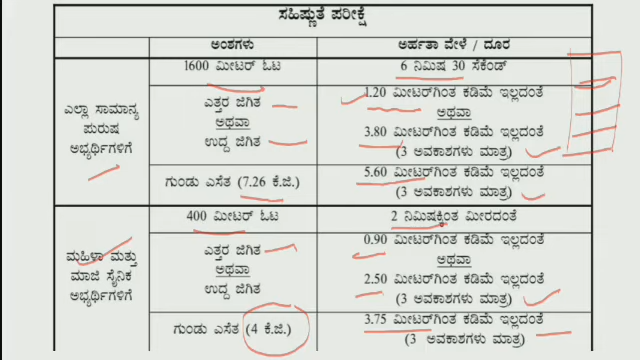 ಸಹಿಷ್ಣುತೆ ಪರೀಕ್ಷೆ
ಅಂಶಗಳು
ಅರ್ಹತಾ ವೇಳೆ / ದೂರ
ಎಲ್ಲಾ ಸಾಮಾನ್ಯ
ಪುರುಷ
ಅಭ್ಯರ್ಥಿಗಳಿಗೆ
1600 ಮೀಟರ್ ಓಟ
6 ನಿಮಿಷ 30 ಸೆಕೆಂಡ್
ಎತ್ತರ ಜಿಗಿತ
ಅಥವಾ
ಉದ್ದ ಜಿಗಿತ
1.20 ಮೀಟರ್‌ಗಿಂತ ಕಡಿಮೆ ಇಲ್ಲದಂತೆ
ಅಥವಾ
3.80 ಮೀಟರ್‌ಗಿಂತ ಕಡಿಮೆ ಇಲ್ಲದಂತೆ
(3 ಅವಕಾಶಗಳು ಮಾತ್ರ)
ಗುಂಡು ಎಸೆತ (7.26 ಕೆ.ಜಿ.)
5.60 ಮೀಟರ್‌ಗಿಂತ ಕಡಿಮೆ ಇಲ್ಲದಂತೆ
(3 ಅವಕಾಶಗಳು ಮಾತ್ರ)
ಮಹಿಳಾ ಮತ್ತು
ಮಾಜಿ ಸೈನಿಕ
ಅಭ್ಯರ್ಥಿಗಳಿಗೆ
400 ಮೀಟರ್ ಓಟ
2 ನಿಮಿಷಕ್ಕಿಂತ ಮೀರದಂತೆ
ಎತ್ತರ ಜಿಗಿತ
ಅಥವಾ
ಉದ್ದ ಜಿಗಿತ
0.90 ಮೀಟರ್‌ಗಿಂತ ಕಡಿಮೆ ಇಲ್ಲದಂತೆ
ಅಥವಾ
2.50 ಮೀಟರ್‌ಗಿಂತ ಕಡಿಮೆ ಇಲ್ಲದಂತೆ
(3 ಅವಕಾಶಗಳು ಮಾತ್ರ)
ಗುಂಡು ಎಸೆತ (4 ಕೆ.ಜಿ.)
3.75 ಮೀಟರ್‌ಗಿಂತ ಕಡಿಮೆ ಇಲ್ಲದಂತೆ
(3 ಅವಕಾಶಗಳು ಮಾತ್ರ)